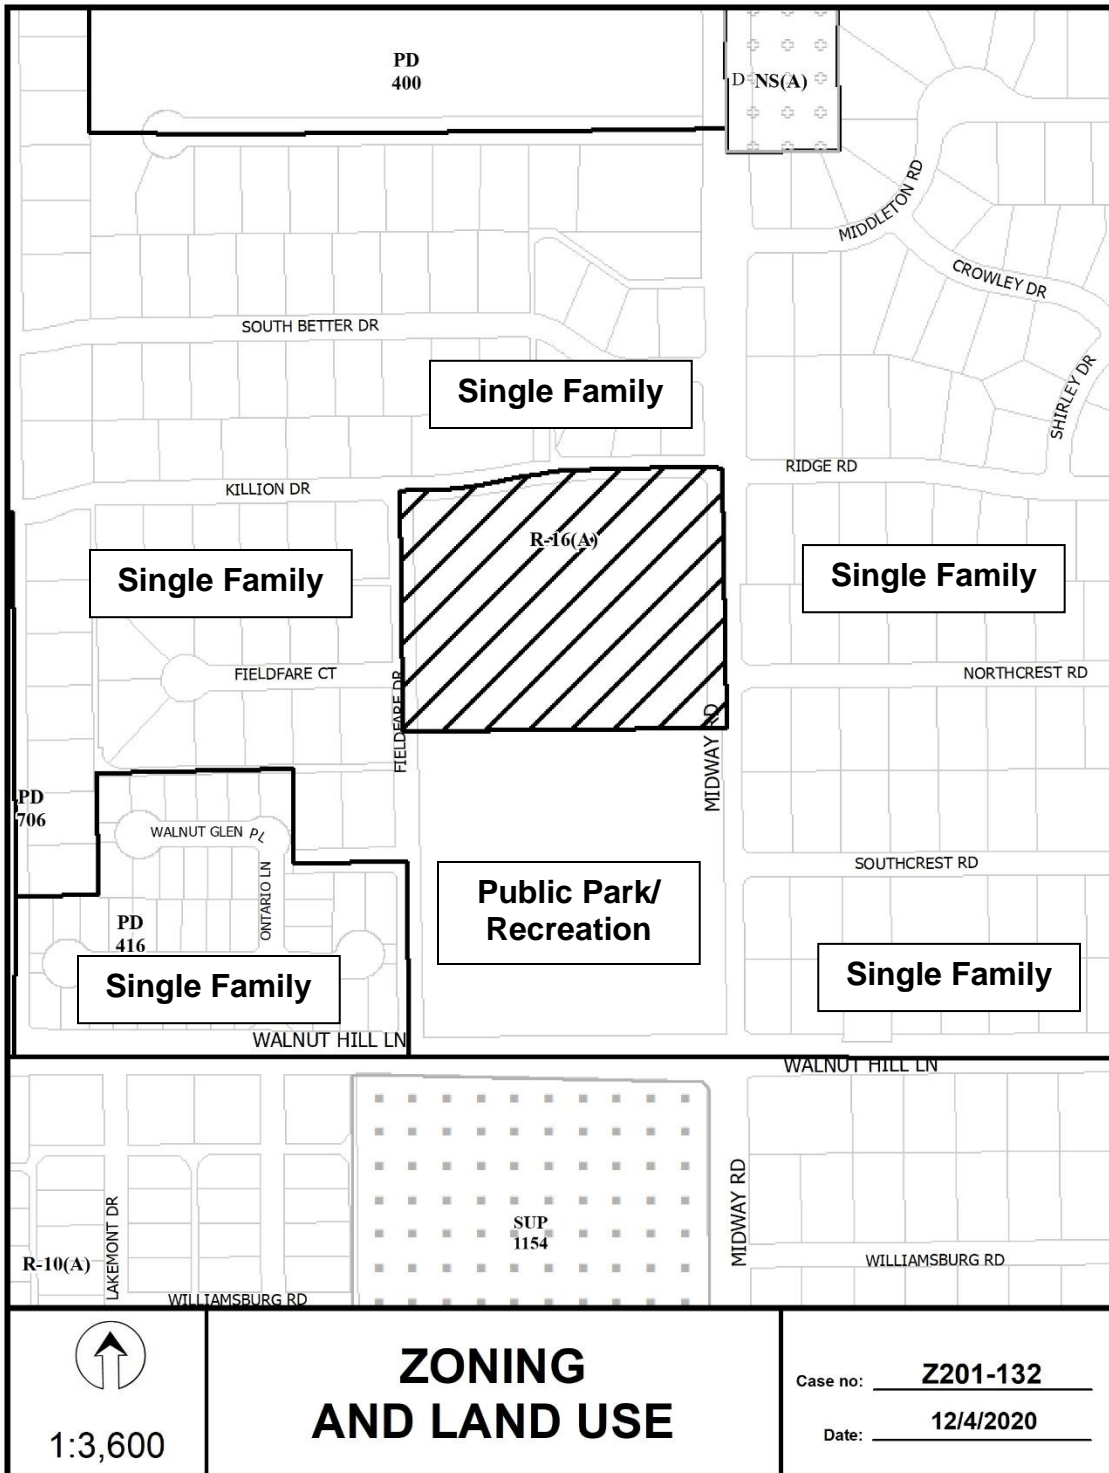 PD
400
D NS(A)
MIDDLETON RD
CROWLEY DR
SOUTH BETTER DR
SHIRLEY DR
Single Family
RIDGE RD
KILLION DR
R-16(A)
Single Family
Single Family
FIELDFARE CT
NORTHCREST RD
FIELDFARE DR
MIDWAY RD
PD
706
WALNUT GLEN PL
SOUTHCREST RD
ONTARIO LN
Public Park/
Recreation
PD
416
Single Family
Single Family
WALNUT HILL LN
WALNUT HILL LN
LAKEMONT DR
MIDWAY RD
SUP
1154
R-10(A)
WILLIAMSBURG RD
WILLIAMSBURG RD
1:3,600
ZONING
AND LAND USE
Case no: Z201-132
Date: 12/4/2020